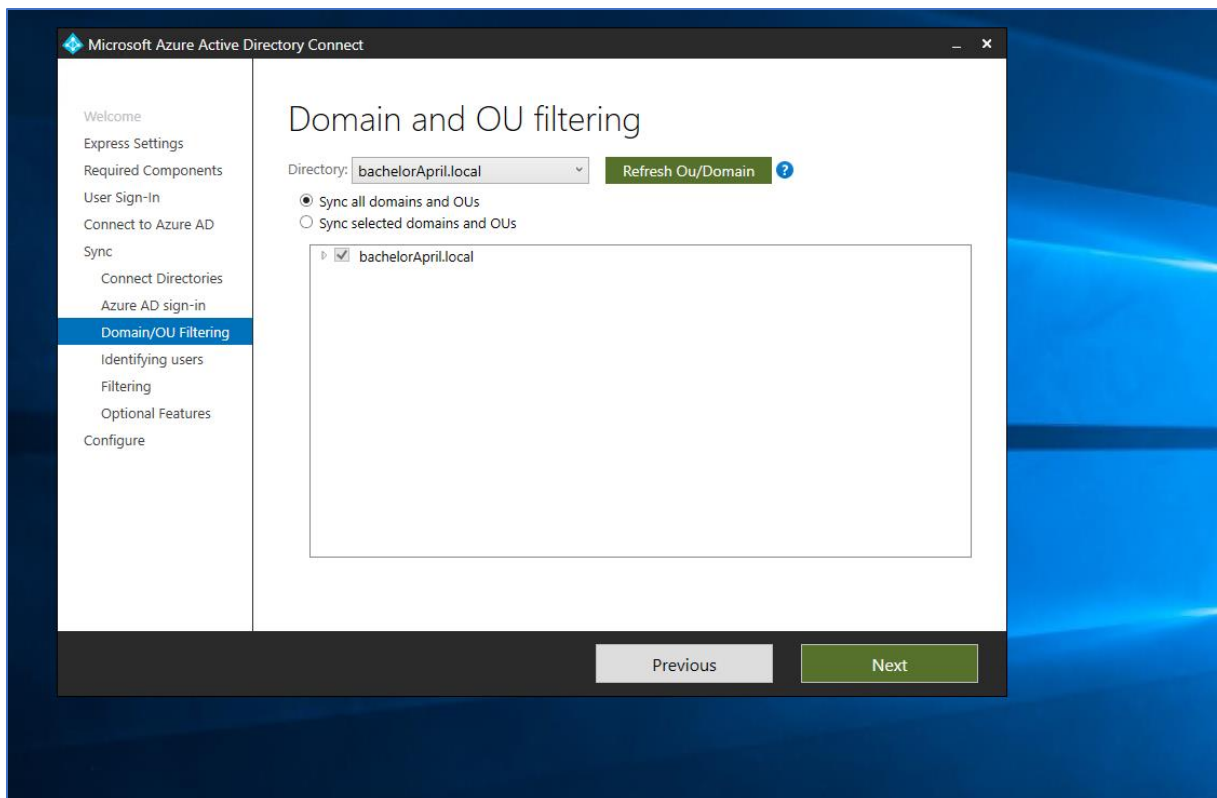 Microsoft Azure Active Directory Connect
Welcome
Express Settings
Required Components
User Sign-In
Connect to Azure AD
Sync
Connect Directories
Azure AD sign-in
Domain/OU Filtering
Identifying users
Filtering
Optional Features
Configure
Domain and OU filtering
Directory: bachelorApril.local Refresh Ou/Domain ?
Sync all domains and OUs
Sync selected domains and OUs
bachelorApril.local
Previous Next